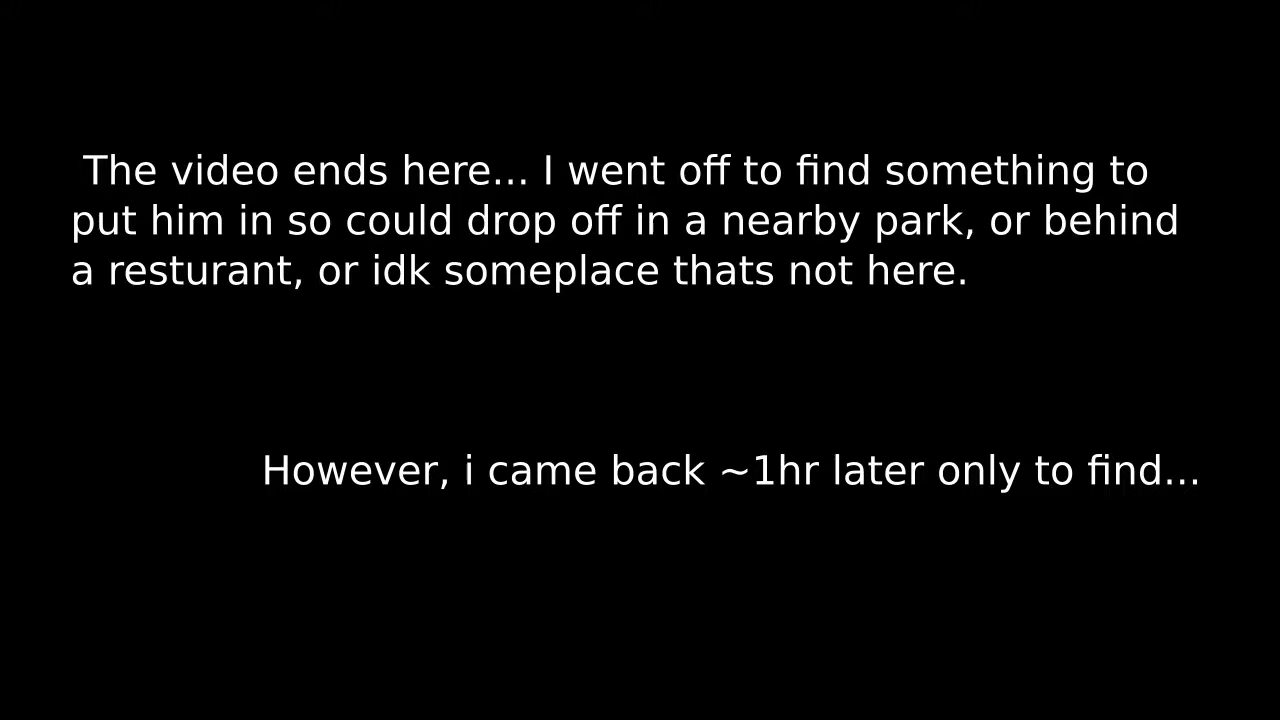 The video ends here... I went off to find something to
put him in so could drop off in a nearby park, or behind
a resturant, or idk someplace thats not here.
However, i came back ~1hr later only to find...